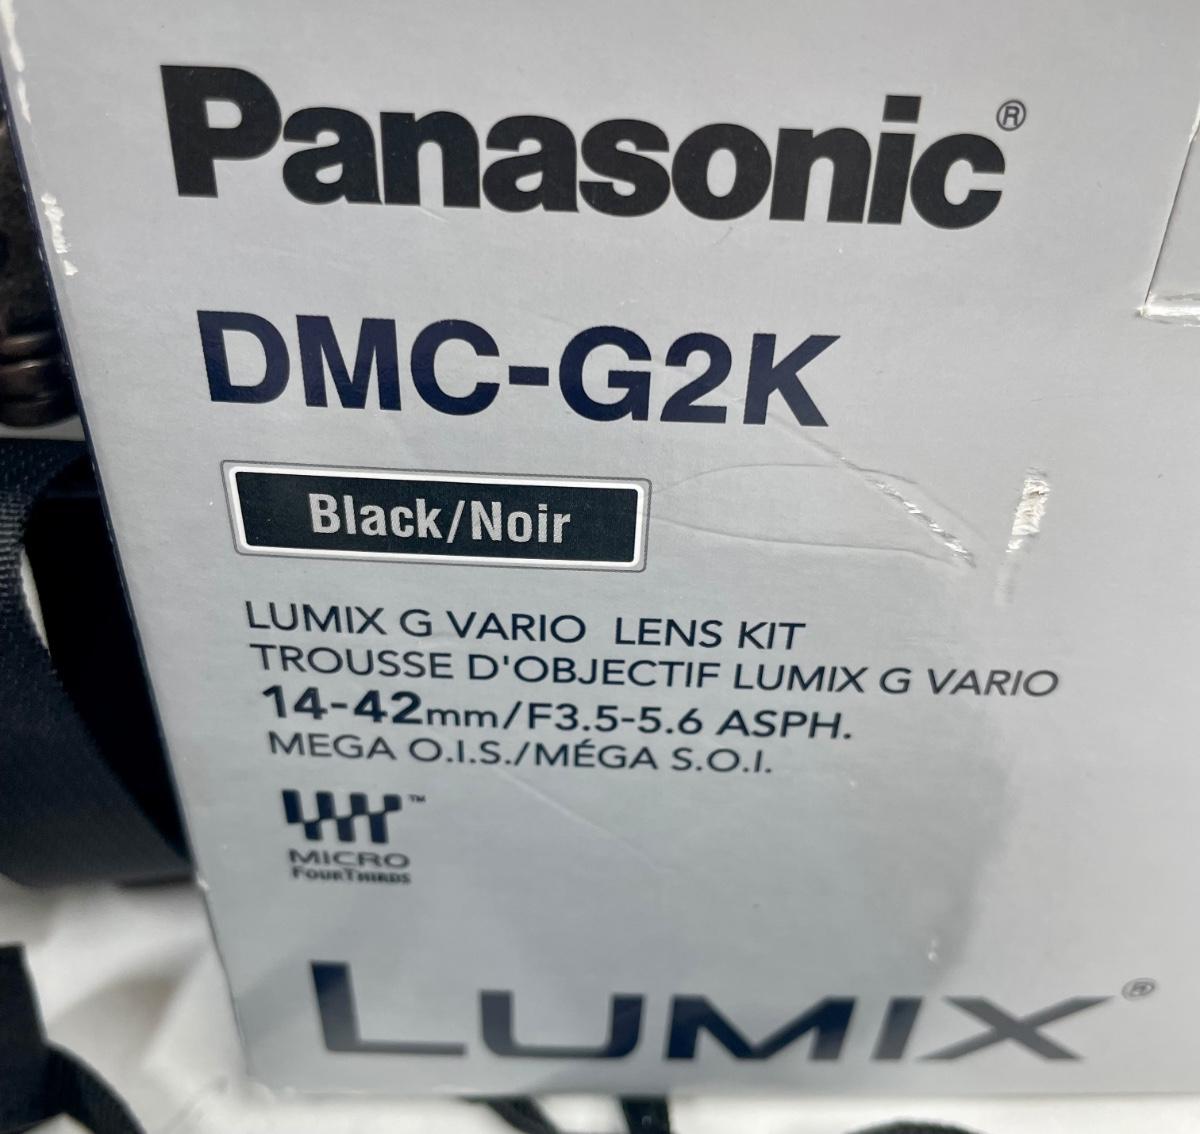 Panasonic®
DMC-G2K
Black/Noir
LUMIX G VARIO LENS KIT
TROUSSE D'OBJECTIF LUMIX G VARIO
14-42mm/F3.5-5.6 ASPH.
MEGA O.I.S./MÉGA S.O.I.
™
MICRO
FOURTHIRDS
LUMIX®